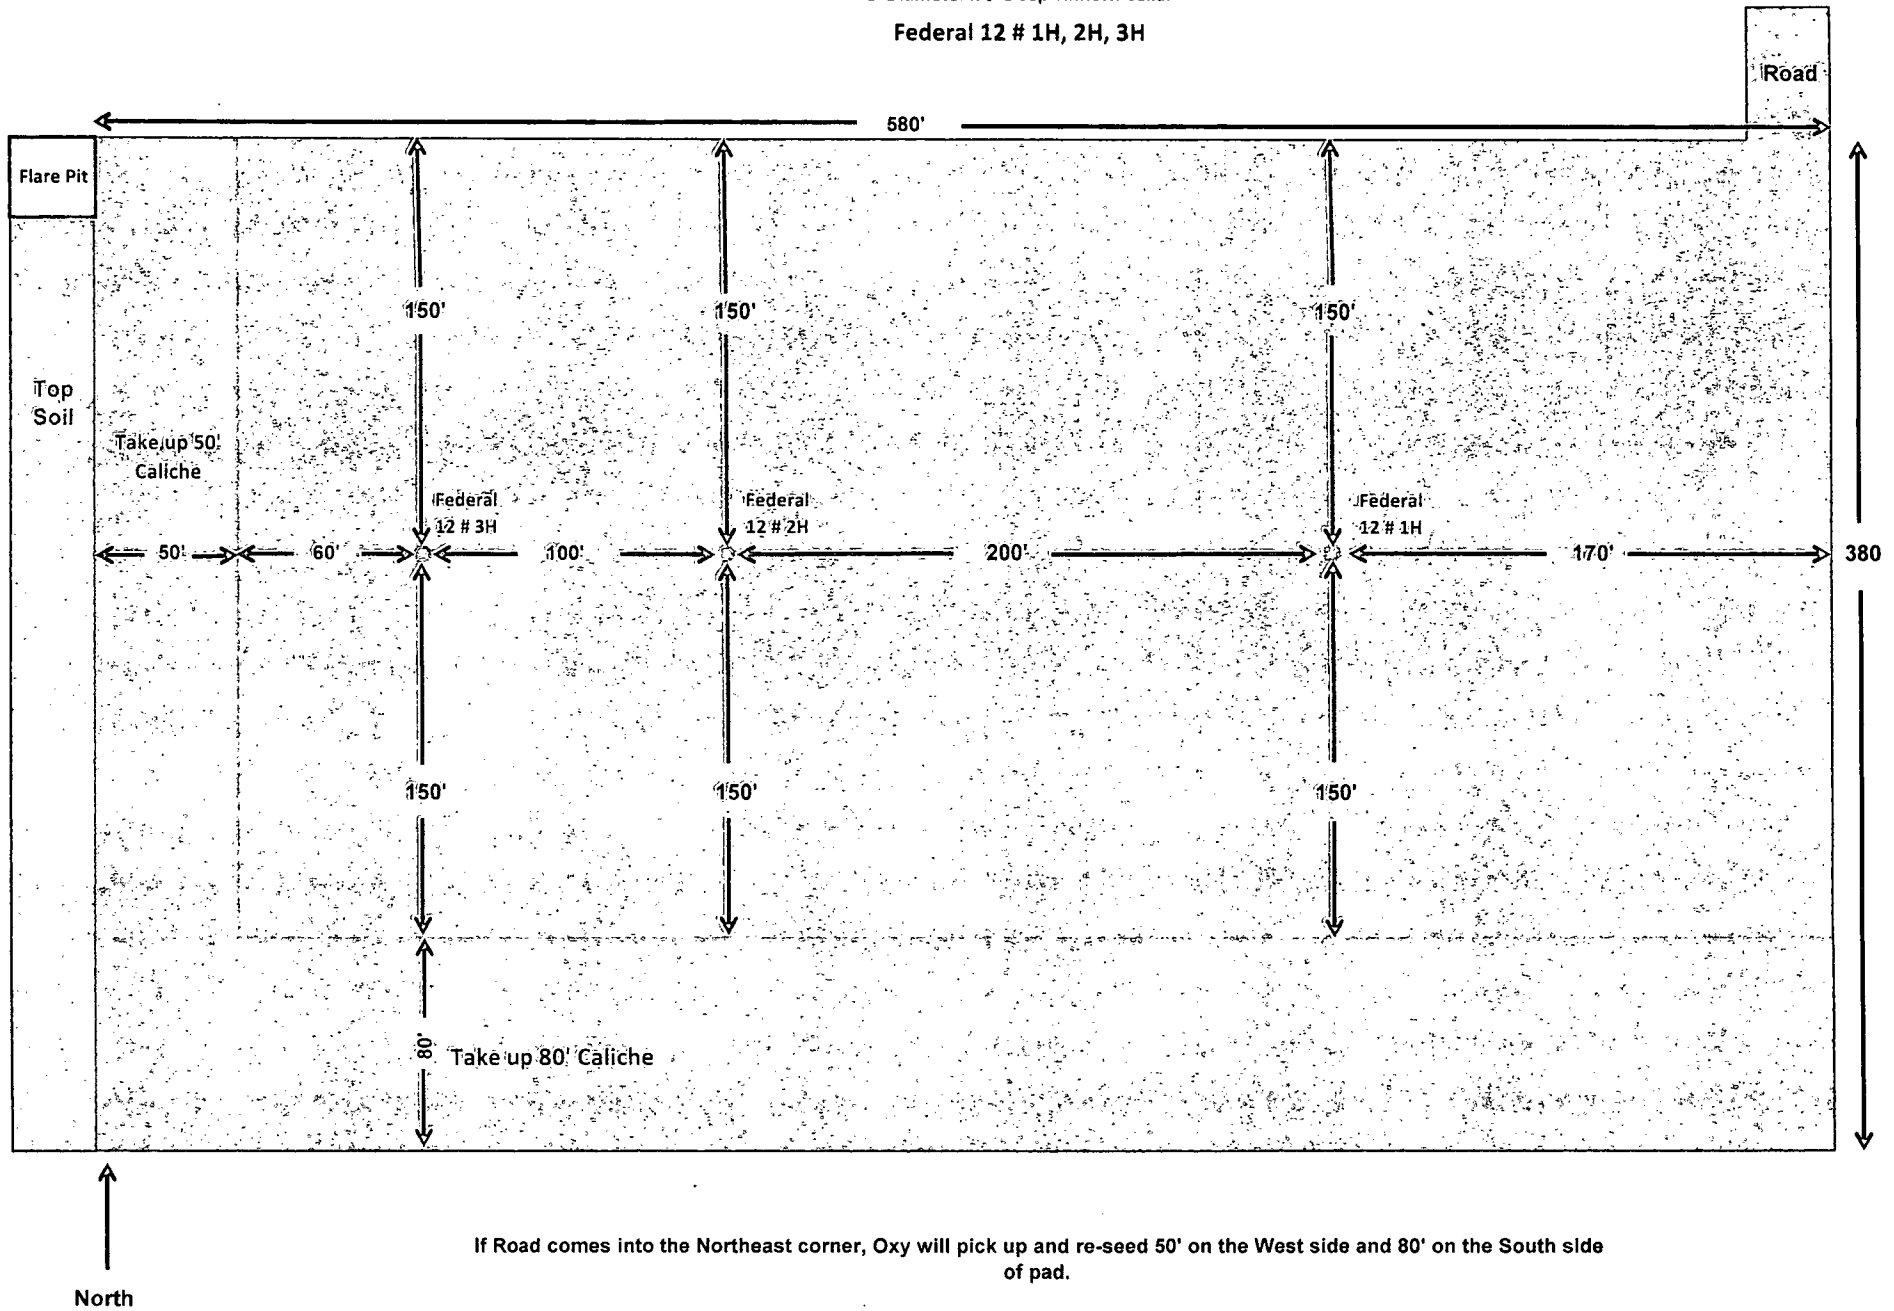 Federal 12 # 1H, 2H, 3H
Road
580'
Flare Pit
150'
150'
150'
Top
Soil
Take up 50'
Caliche
Federal
12 # 3H
Federal
12 # 2H
Federal
12 # 1H
50'
60'
100'
200'
170'
380
150'
150'
150'
80'
Take up 80' Caliche
If Road comes into the Northeast corner, Oxy will pick up and re-seed 50' on the West side and 80' on the South side
of pad.
North